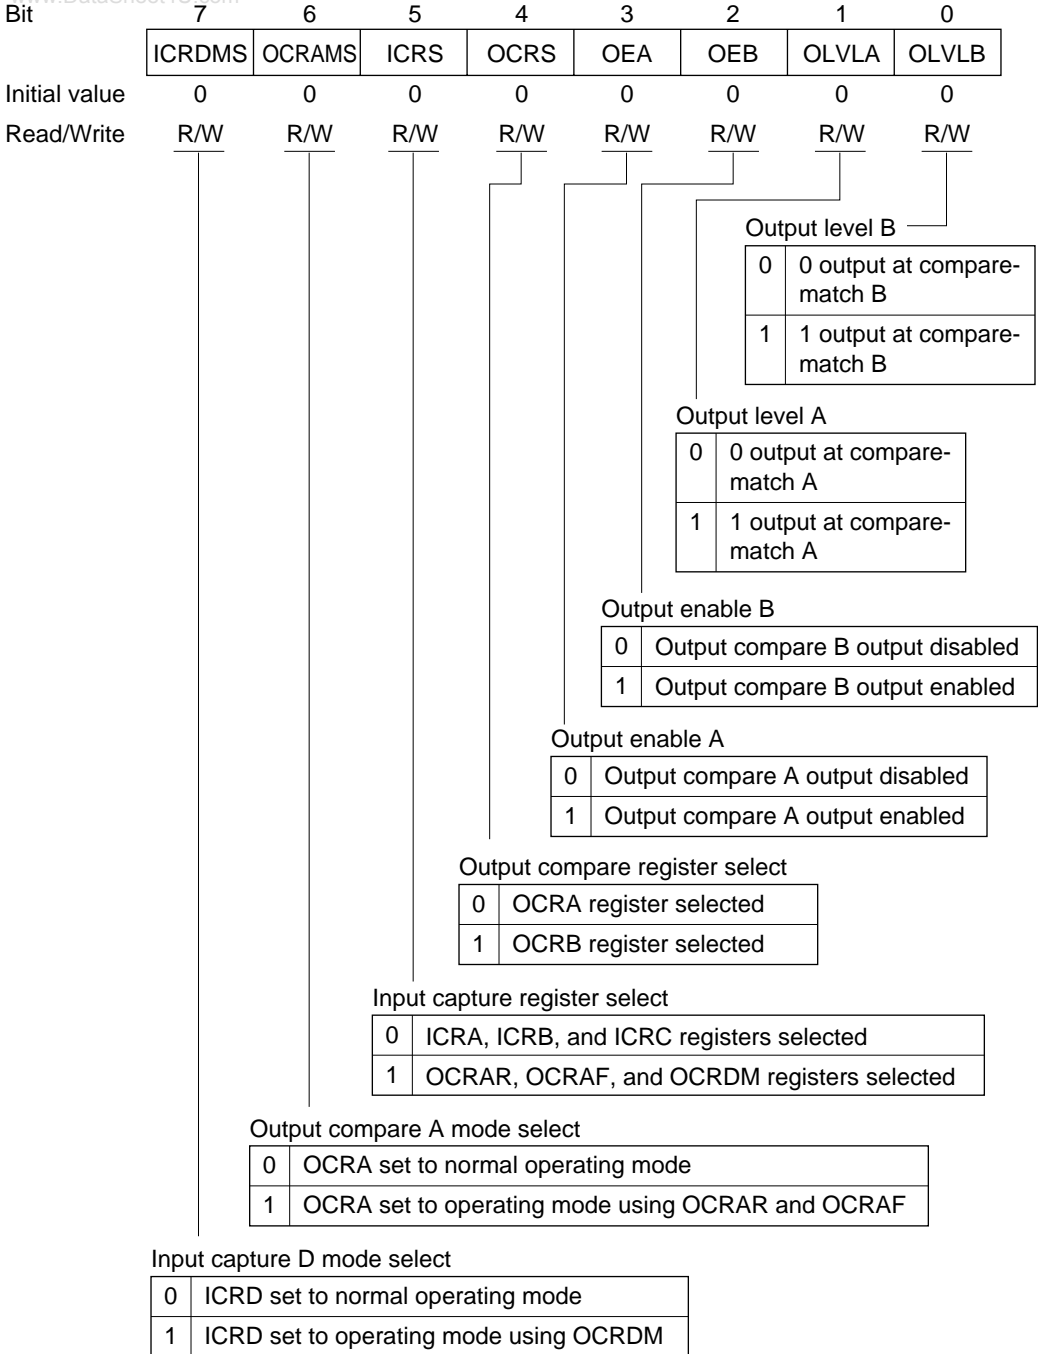 www.DataSheet4U.com
Bit 7 6 5 4 3 2 1 0
ICRDMS OCRAMS ICRS OCRS OEA OEB OLVLA OLVLB
Initial value 0 0 0 0 0 0 0 0
Read/Write R/W R/W R/W R/W R/W R/W R/W R/W
Output level B
0 0 output at compare-
match B
1 1 output at compare-
match B
Output level A
0 0 output at compare-
match A
1 1 output at compare-
match A
Output enable B
0 Output compare B output disabled
1 Output compare B output enabled
Output enable A
0 Output compare A output disabled
1 Output compare A output enabled
Output compare register select
0 OCRA register selected
1 OCRB register selected
Input capture register select
0 ICRA, ICRB, and ICRC registers selected
1 OCRAR, OCRAF, and OCRDM registers selected
Output compare A mode select
0 OCRA set to normal operating mode
1 OCRA set to operating mode using OCRAR and OCRAF
Input capture D mode select
0 ICRD set to normal operating mode
1 ICRD set to operating mode using OCRDM